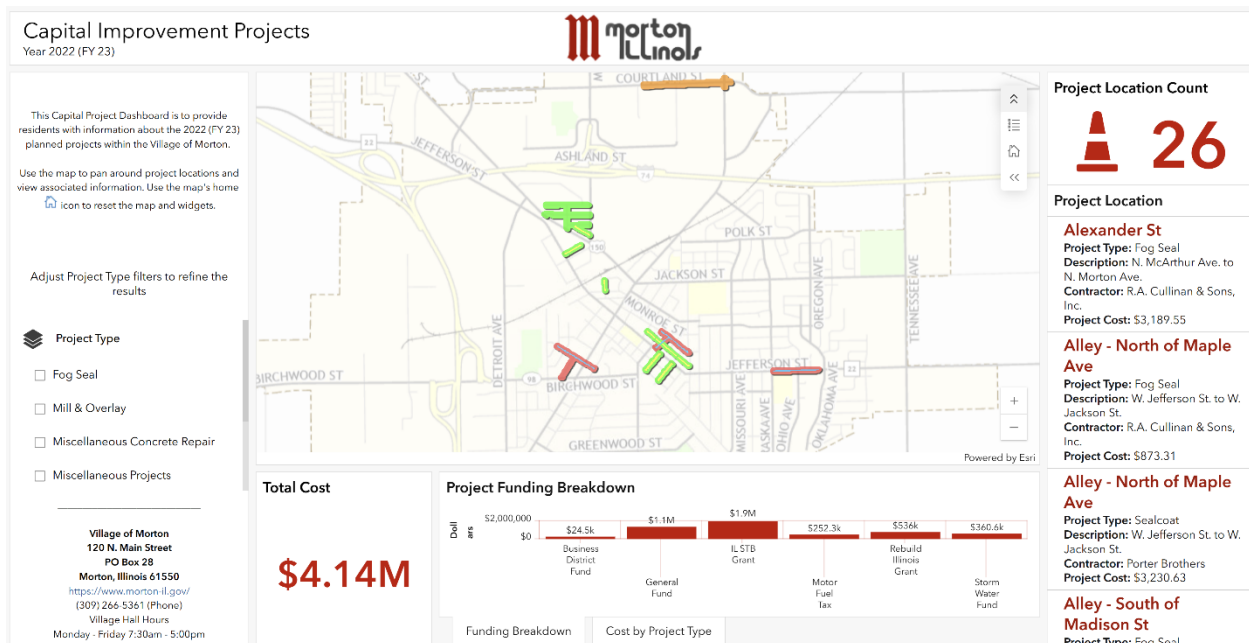 Capital Improvement Projects
Year 2022 (FY 23)
morton
ILLinois
This Capital Project Dashboard is to provide
residents with information about the 2022 (FY 23)
planned projects within the Village of Morton.
Use the map to pan around project locations and
view associated information. Use the map's home
icon to reset the map and widgets.
Adjust Project Type filters to refine the
results
Project Type
Fog Seal
Mill & Overlay
Miscellaneous Concrete Repair
Miscellaneous Projects
Village of Morton
120 N. Main Street
PO Box 28
Morton, Illinois 61550
https://www.morton-il.gov/
(309) 266-5361 (Phone)
Village Hall Hours
Monday - Friday 7:30am - 5:00pm
COURTLAND ST
22
JEFFERSON ST
ASHLAND ST
74
POLK ST
150
JACKSON ST
MONROE ST
OREGON AVE
TENNESSEE AVE
DETROIT AVE
JEFFERSON ST
22
BIRCHWOOD ST
98
BIRCHWOOD ST
MISSOURI AVE
ASKA AVE
OHIO AVE
OKLAHOMA AVE
GREENWOOD ST
Powered by Esri
Total Cost
$4.14M
Project Funding Breakdown
Doll
ars
$2,000,000
$0
$24.5k
$1.1M
$1.9M
$252.3k
$536k
$360.6k
Business
District
Fund
General
Fund
IL STB
Grant
Motor
Fuel
Tax
Rebuild
Illinois
Grant
Storm
Water
Fund
Funding Breakdown
Cost by Project Type
Project Location Count
26
Project Location
Alexander St
Project Type: Fog Seal
Description: N. McArthur Ave. to
N. Morton Ave.
Contractor: R.A. Cullinan & Sons,
Inc.
Project Cost: $3,189.55
Alley - North of Maple
Ave
Project Type: Fog Seal
Description: W. Jefferson St. to W.
Jackson St.
Contractor: R.A. Cullinan & Sons,
Inc.
Project Cost: $873.31
Alley - North of Maple
Ave
Project Type: Sealcoat
Description: W. Jefferson St. to W.
Jackson St.
Contractor: Porter Brothers
Project Cost: $3,230.63
Alley - South of
Madison St
Project Type: Fog Seal